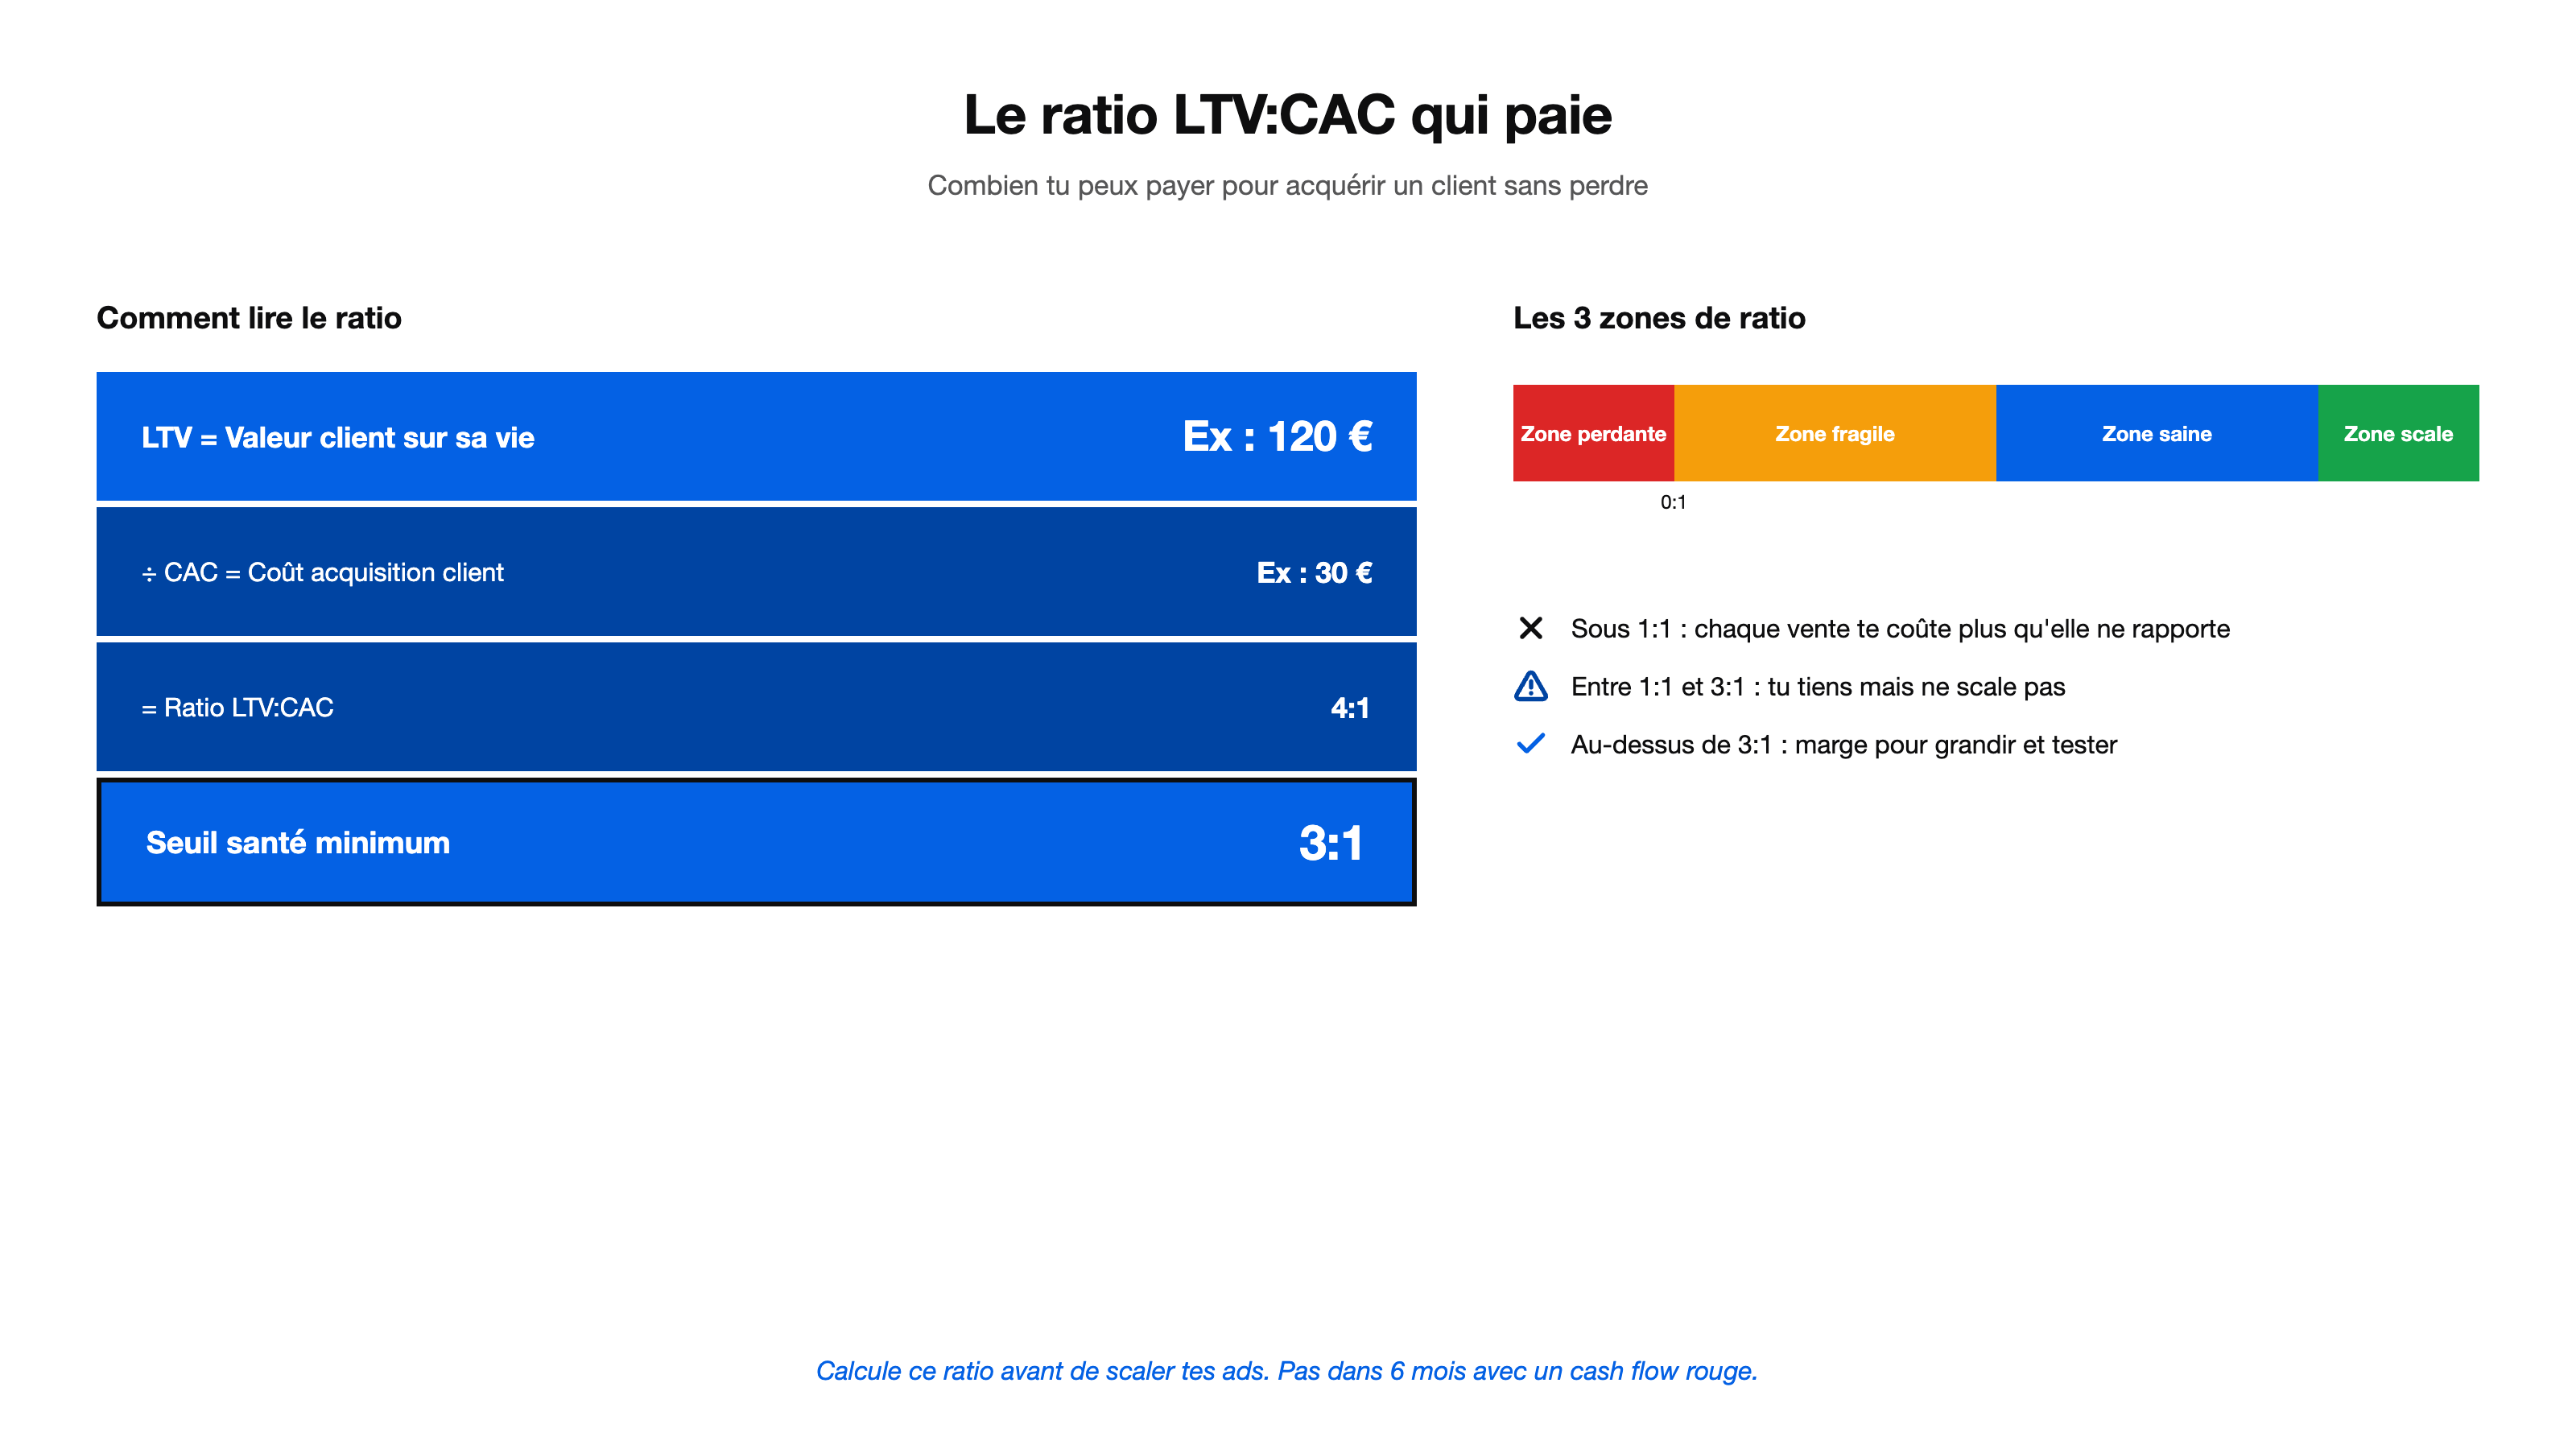 Le ratio LTV:CAC qui paie
Combien tu peux payer pour acquérir un client sans perdre
Comment lire le ratio
LTV = Valeur client sur sa vie
Ex : 120 €
÷ CAC = Coût acquisition client
Ex : 30 €
= Ratio LTV:CAC
4:1
Seuil santé minimum
3:1
Les 3 zones de ratio
Zone perdante
Zone fragile
Zone saine
Zone scale
0:1
Sous 1:1 : chaque vente te coûte plus qu'elle ne rapporte
Entre 1:1 et 3:1 : tu tiens mais ne scale pas
Au-dessus de 3:1 : marge pour grandir et tester
Calcule ce ratio avant de scaler tes ads. Pas dans 6 mois avec un cash flow rouge.